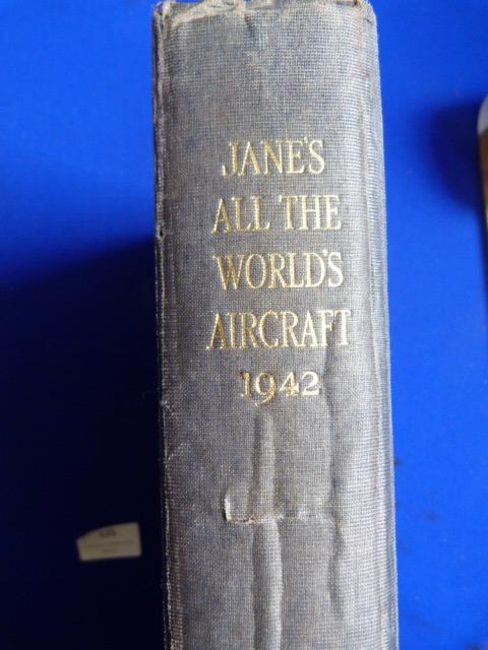 JANE'S
ALL THE
WORLD'S
AIRCRAFT
1942